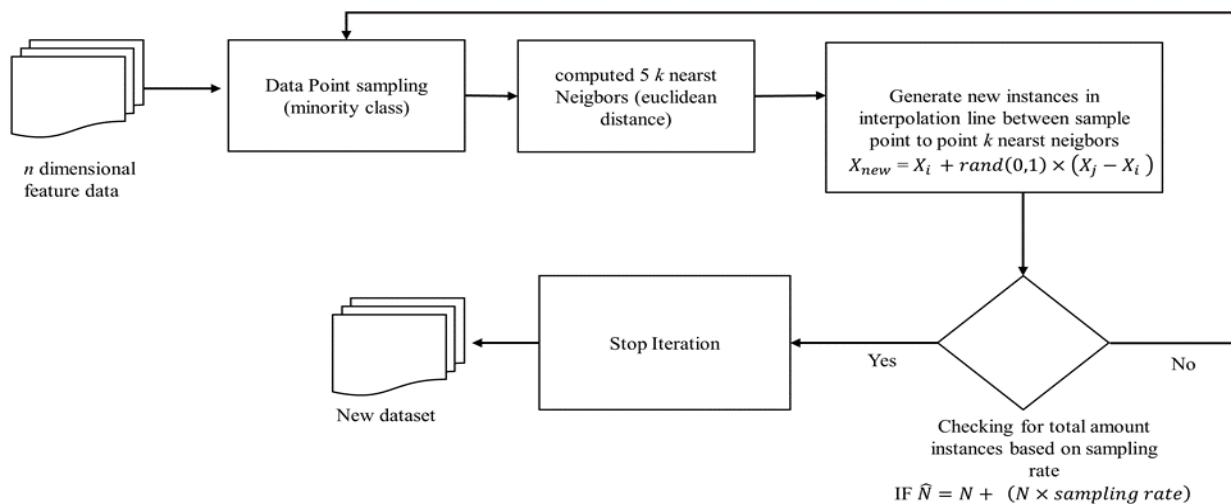 Data Point sampling
(minority class)
computed 5 k nearst
Neigbors (euclidean
distance)
Generate new instances in
interpolation line between sample
point to point k nearst neigbors
X_{new} = X_i + rand(0,1) × (X_j − X_i )
n dimensional
feature data
Stop Iteration
Yes
No
New dataset
Checking for total amount
instances based on sampling
rate
IF N̂ = N + (N × sampling rate)